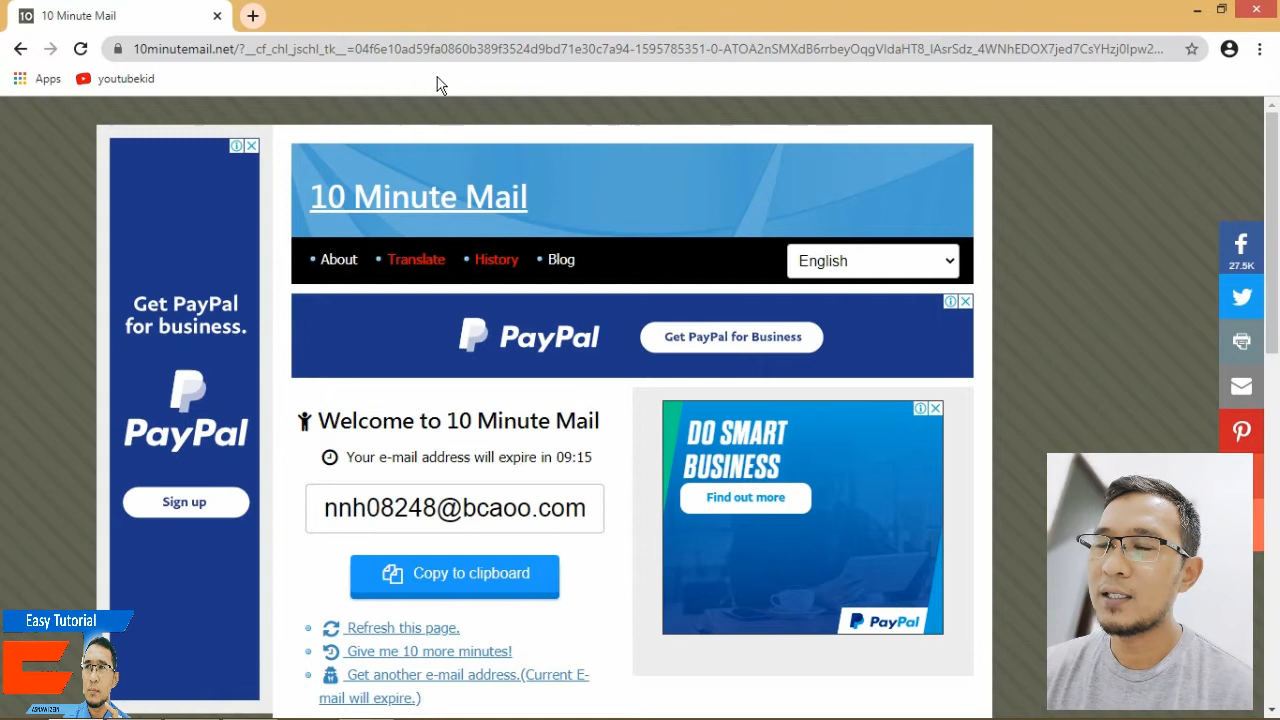 10 Minute Mail
10minutemail.net/?__cf_chl_jschl_tk__=04f6e10ad59fa0860b389f3524d9bd71e30c7a94-1595785351-0-ATOA2nSMXdB6rrbeyOqgVldaHT8_lAsrSdz_4WNhEDOX7jed7CsYHzj0Ipw2...
Apps
youtubekid
10 Minute Mail
About
Translate
History
Blog
English
27.5K
Get PayPal
for business.
PayPal
Sign up
PayPal
Get PayPal for Business
Welcome to 10 Minute Mail
Your e-mail address will expire in 09:15
nnh08248@bcaoo.com
Copy to clipboard
Refresh this page.
Give me 10 more minutes!
Get another e-mail address.(Current E-
mail will expire.)
DO SMART
BUSINESS
Find out more
PayPal
Easy Tutorial